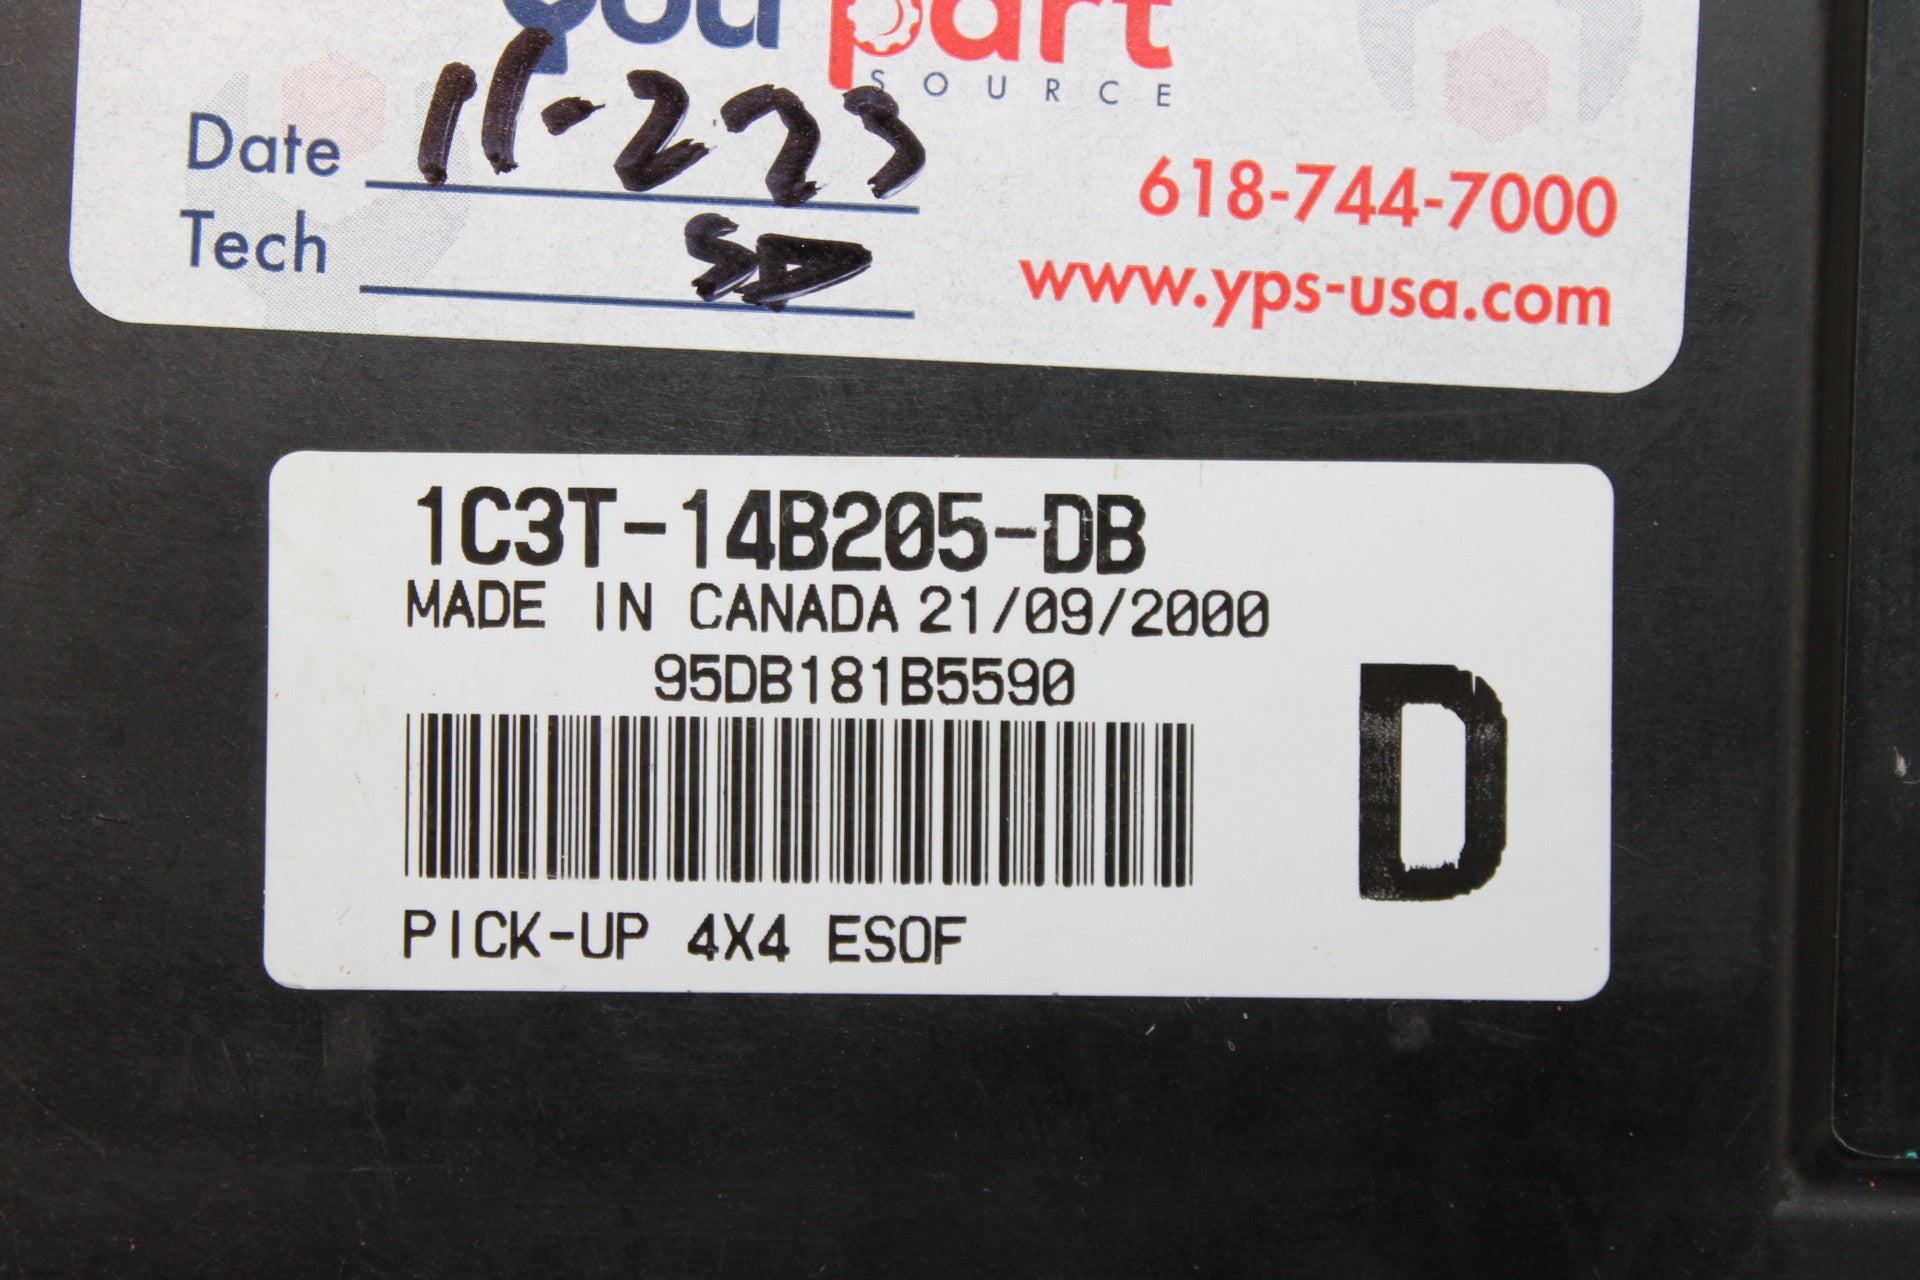 you part
SOURCE
Date 11-223
Tech SD
618-744-7000
www.yps-usa.com
1C3T-14B205-DB
MADE IN CANADA 21/09/2000
95DB181B5590
D
PICK-UP 4X4 ESOF